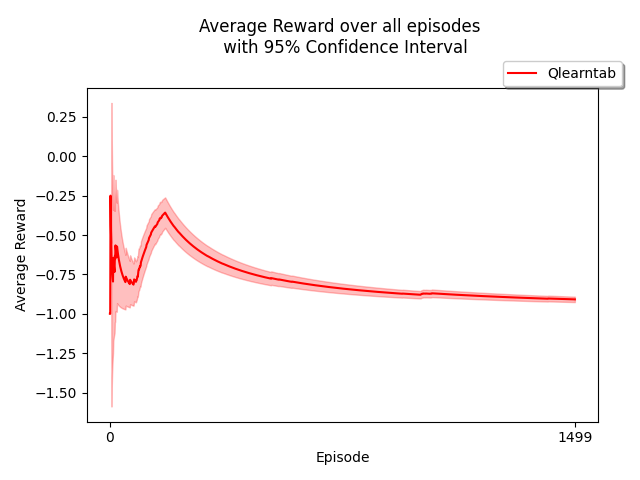 Average Reward over all episodes
with 95% Confidence Interval
Qlearntab
0.25
0.00
−0.25
−0.50
−0.75
−1.00
−1.25
−1.50
Average Reward
0
1499
Episode